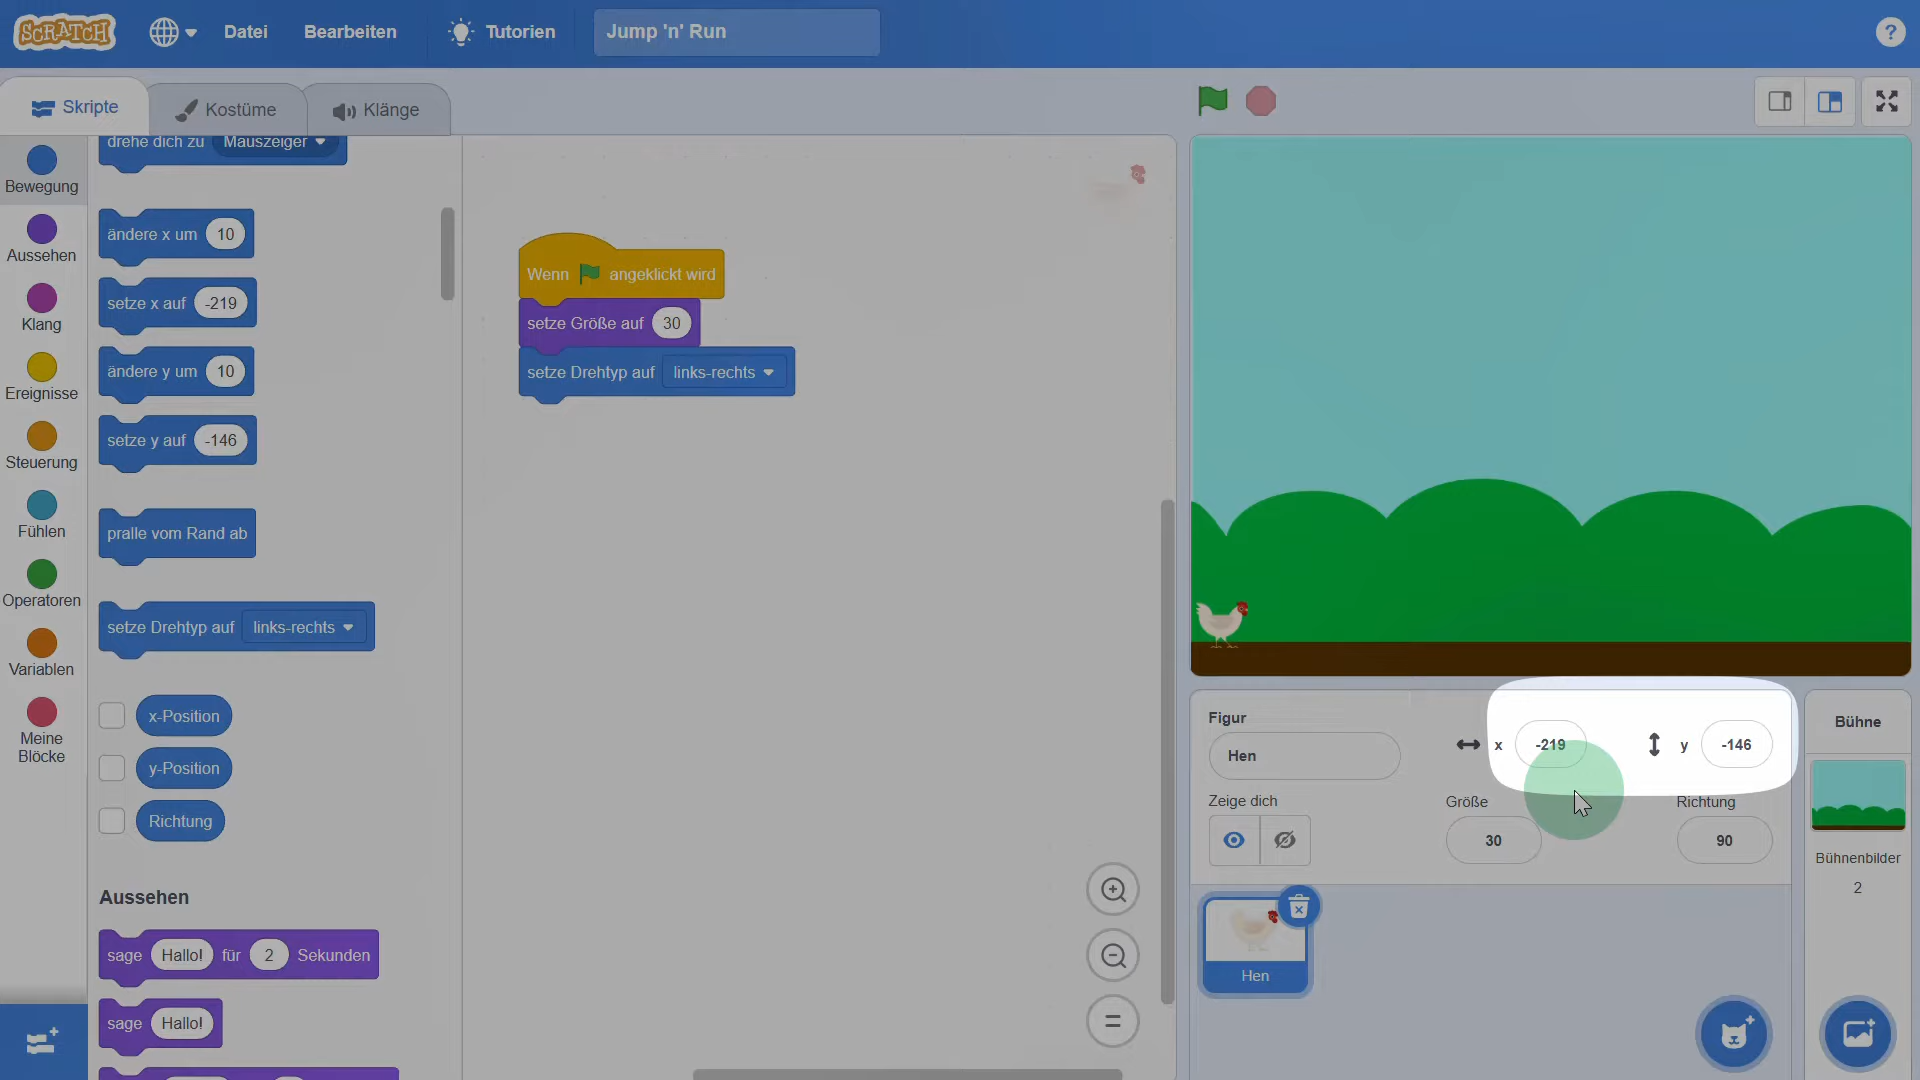 SCRATCH
Datei
Bearbeiten
Tutorien
Jump 'n' Run
?
Skripte
Kostüme
Klänge
Bewegung
Aussehen
Klang
Ereignisse
Steuerung
Fühlen
Operatoren
Variablen
Meine
Blöcke
drehe dich zu Mauszeiger
ändere x um 10
setze x auf -219
ändere y um 10
setze y auf -146
pralle vom Rand ab
setze Drehtyp auf links-rechts
x-Position
y-Position
Richtung
Aussehen
sage Hallo! für 2 Sekunden
sage Hallo!
Wenn angeklickt wird
setze Größe auf 30
setze Drehtyp auf links-rechts
Figur
Hen
x -219
y -146
Zeige dich
Größe
30
Richtung
90
Hen
Bühne
Bühnenbilder
2